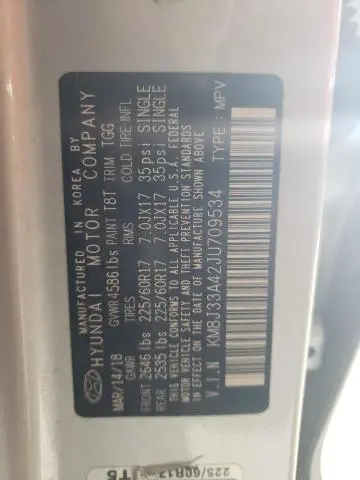 MANUFACTURED IN KOREA BY
HYUNDAI MOTOR COMPANY
MAR/14/18 GVWR 4586 lbs PAINT T8T TRIM TGG
GAWR TIRES RIMS COLD TIRE INFL
FRONT 2646 lbs 225/60R17 7.0JX17 35psi SINGLE
REAR 2535 lbs 225/60R17 7.0JX17 35psi SINGLE
THIS VEHICLE CONFORMS TO ALL APPLICABLE U.S.A. FEDERAL
MOTOR VEHICLE SAFETY, BUMPER, AND THEFT PREVENTION STANDARDS
IN EFFECT ON THE DATE OF MANUFACTURE SHOWN ABOVE.
V.I.N KM8J33A42JU709534 TYPE : MPV
225/60R17